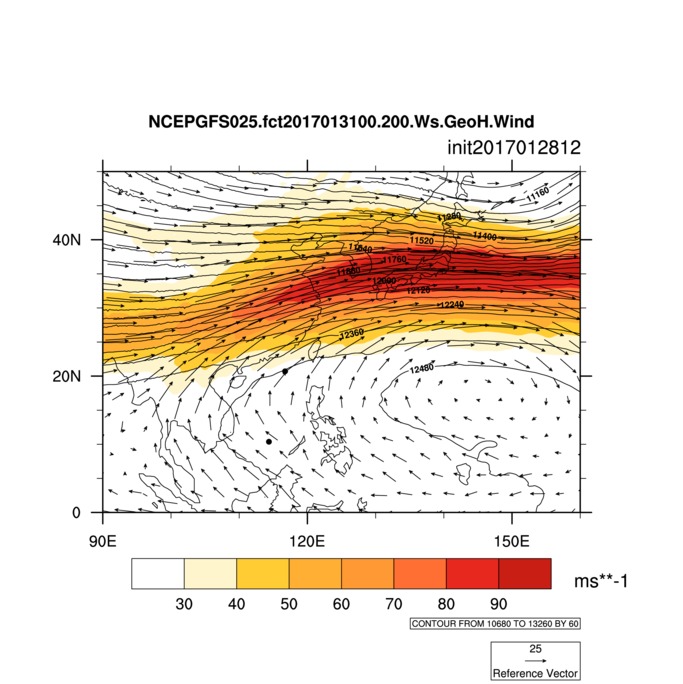 NCEPGFS025.fct2017013100.200.Ws.GeoH.Wind
init2017012812
11160
11280
11400
11520
11640
11760
11880
12000
12120
12240
12360
12480
40N
20N
0
90E 120E 150E
30 40 50 60 70 80 90
ms**-1
CONTOUR FROM 10680 TO 13260 BY 60
25
Reference Vector